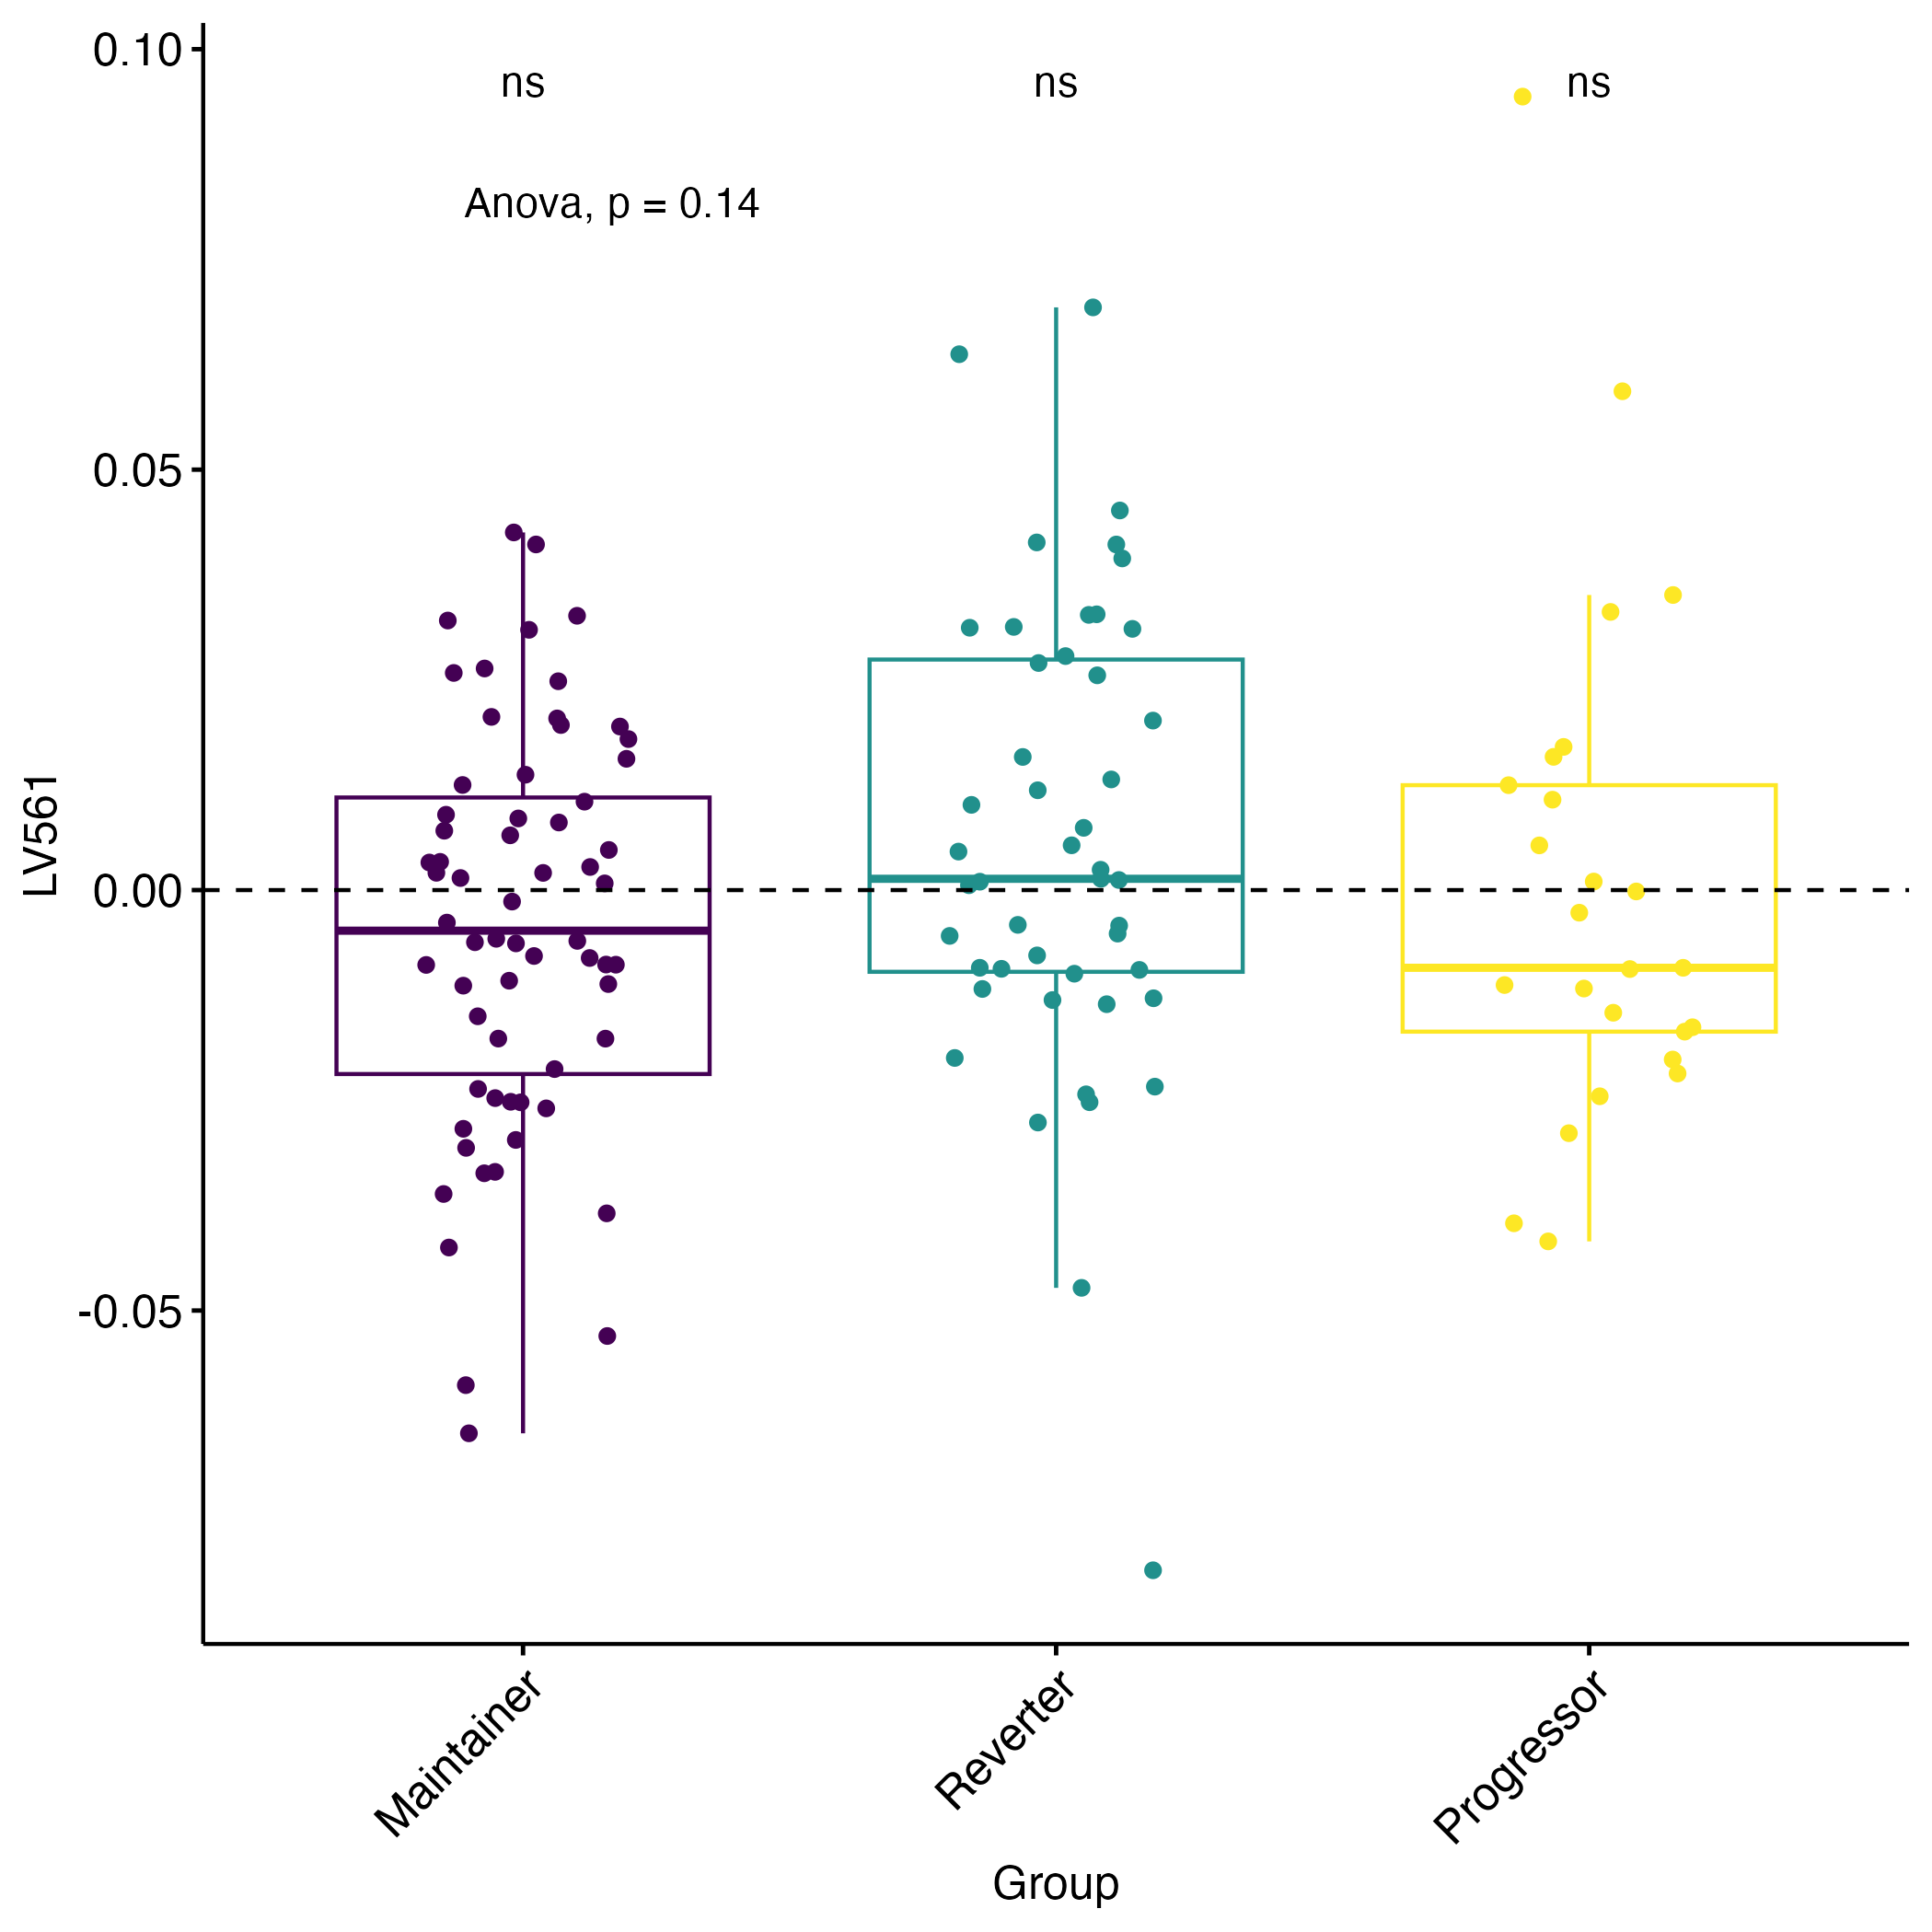 0.10
ns ns ns
Anova, p = 0.14
0.05
LV561
0.00
-0.05
Maintainer Reverter Progressor
Group